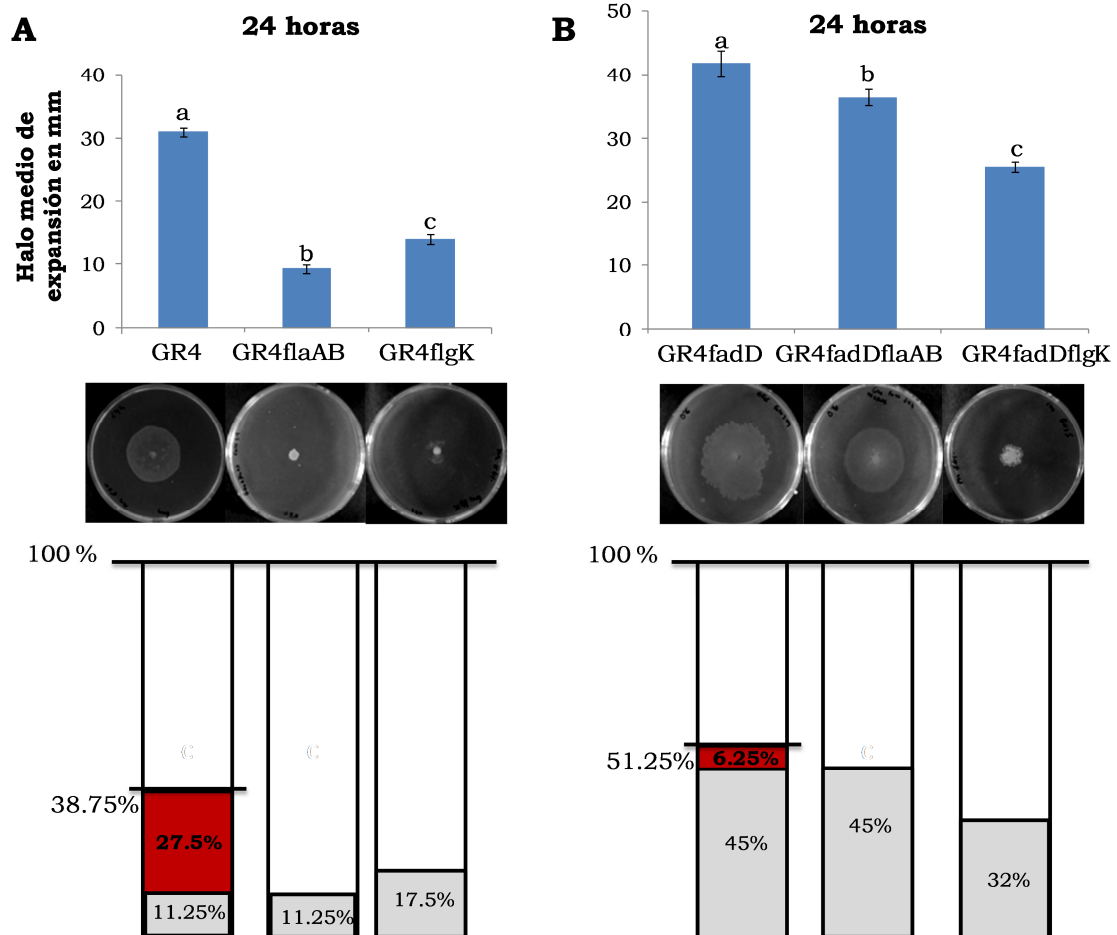 A
24 horas
Halo medio de
expansión en mm
40
30
20
10
0
a
b
c
GR4
GR4flaAB
GR4flgK
B
24 horas
50
40
30
20
10
0
a
b
c
GR4fadD
GR4fadDflaAB
GR4fadDflgK
100 %
C
C
38.75%
27.5%
11.25%
11.25%
17.5%
100 %
C
51.25%
6.25%
45%
45%
32%